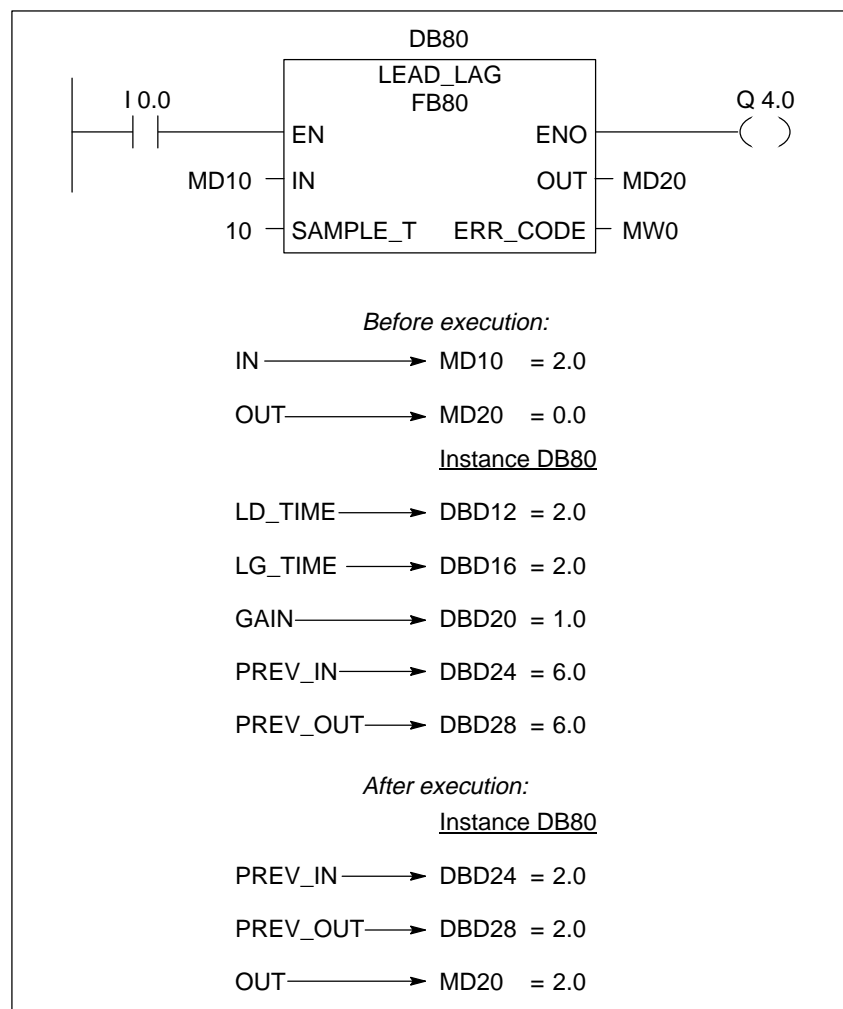 DB80
LEAD_LAG
I 0.0 FB80 Q 4.0
EN ENO
MD10 IN OUT MD20
10 SAMPLE_T ERR_CODE MW0
Before execution:
IN MD10 = 2.0
OUT MD20 = 0.0
Instance DB80
LD_TIME DBD12 = 2.0
LG_TIME DBD16 = 2.0
GAIN DBD20 = 1.0
PREV_IN DBD24 = 6.0
PREV_OUT DBD28 = 6.0
After execution:
Instance DB80
PREV_IN DBD24 = 2.0
PREV_OUT DBD28 = 2.0
OUT MD20 = 2.0